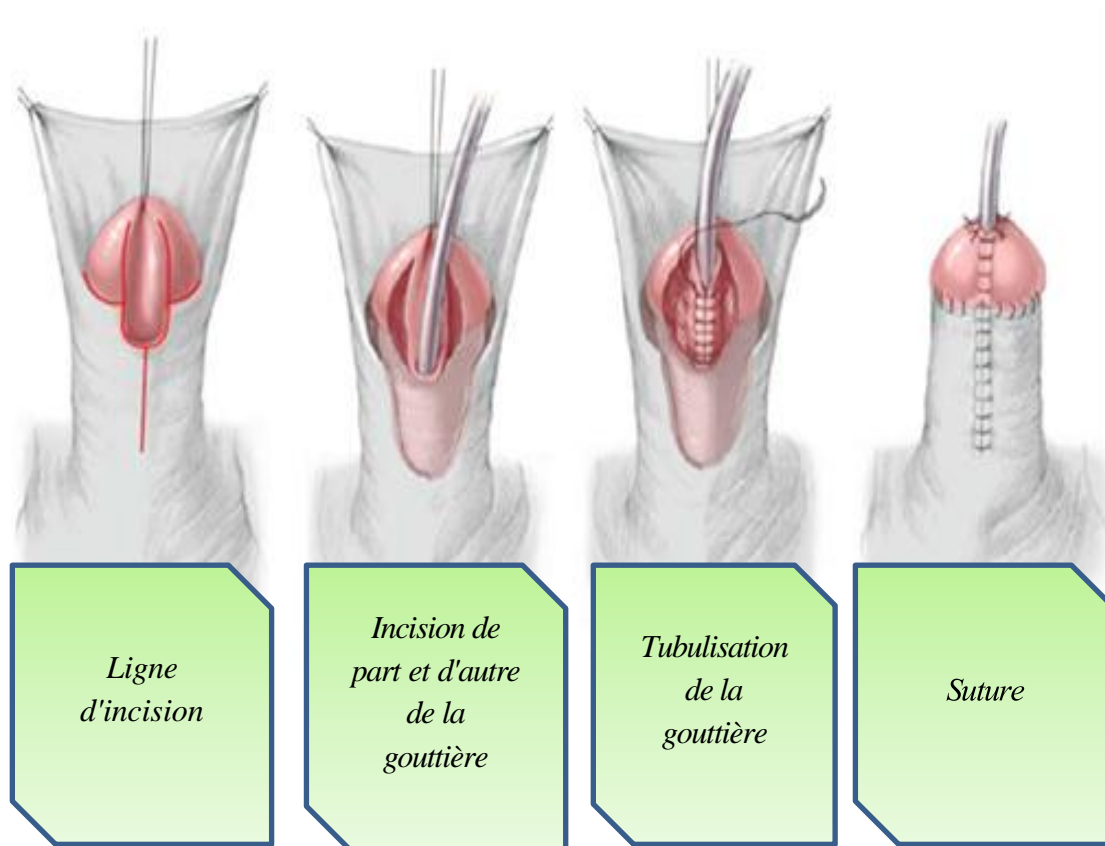 Ligne
d'incision
Incision de
part et d'autre
de la
gouttière
Tubulisation
de la
gouttière
Suture